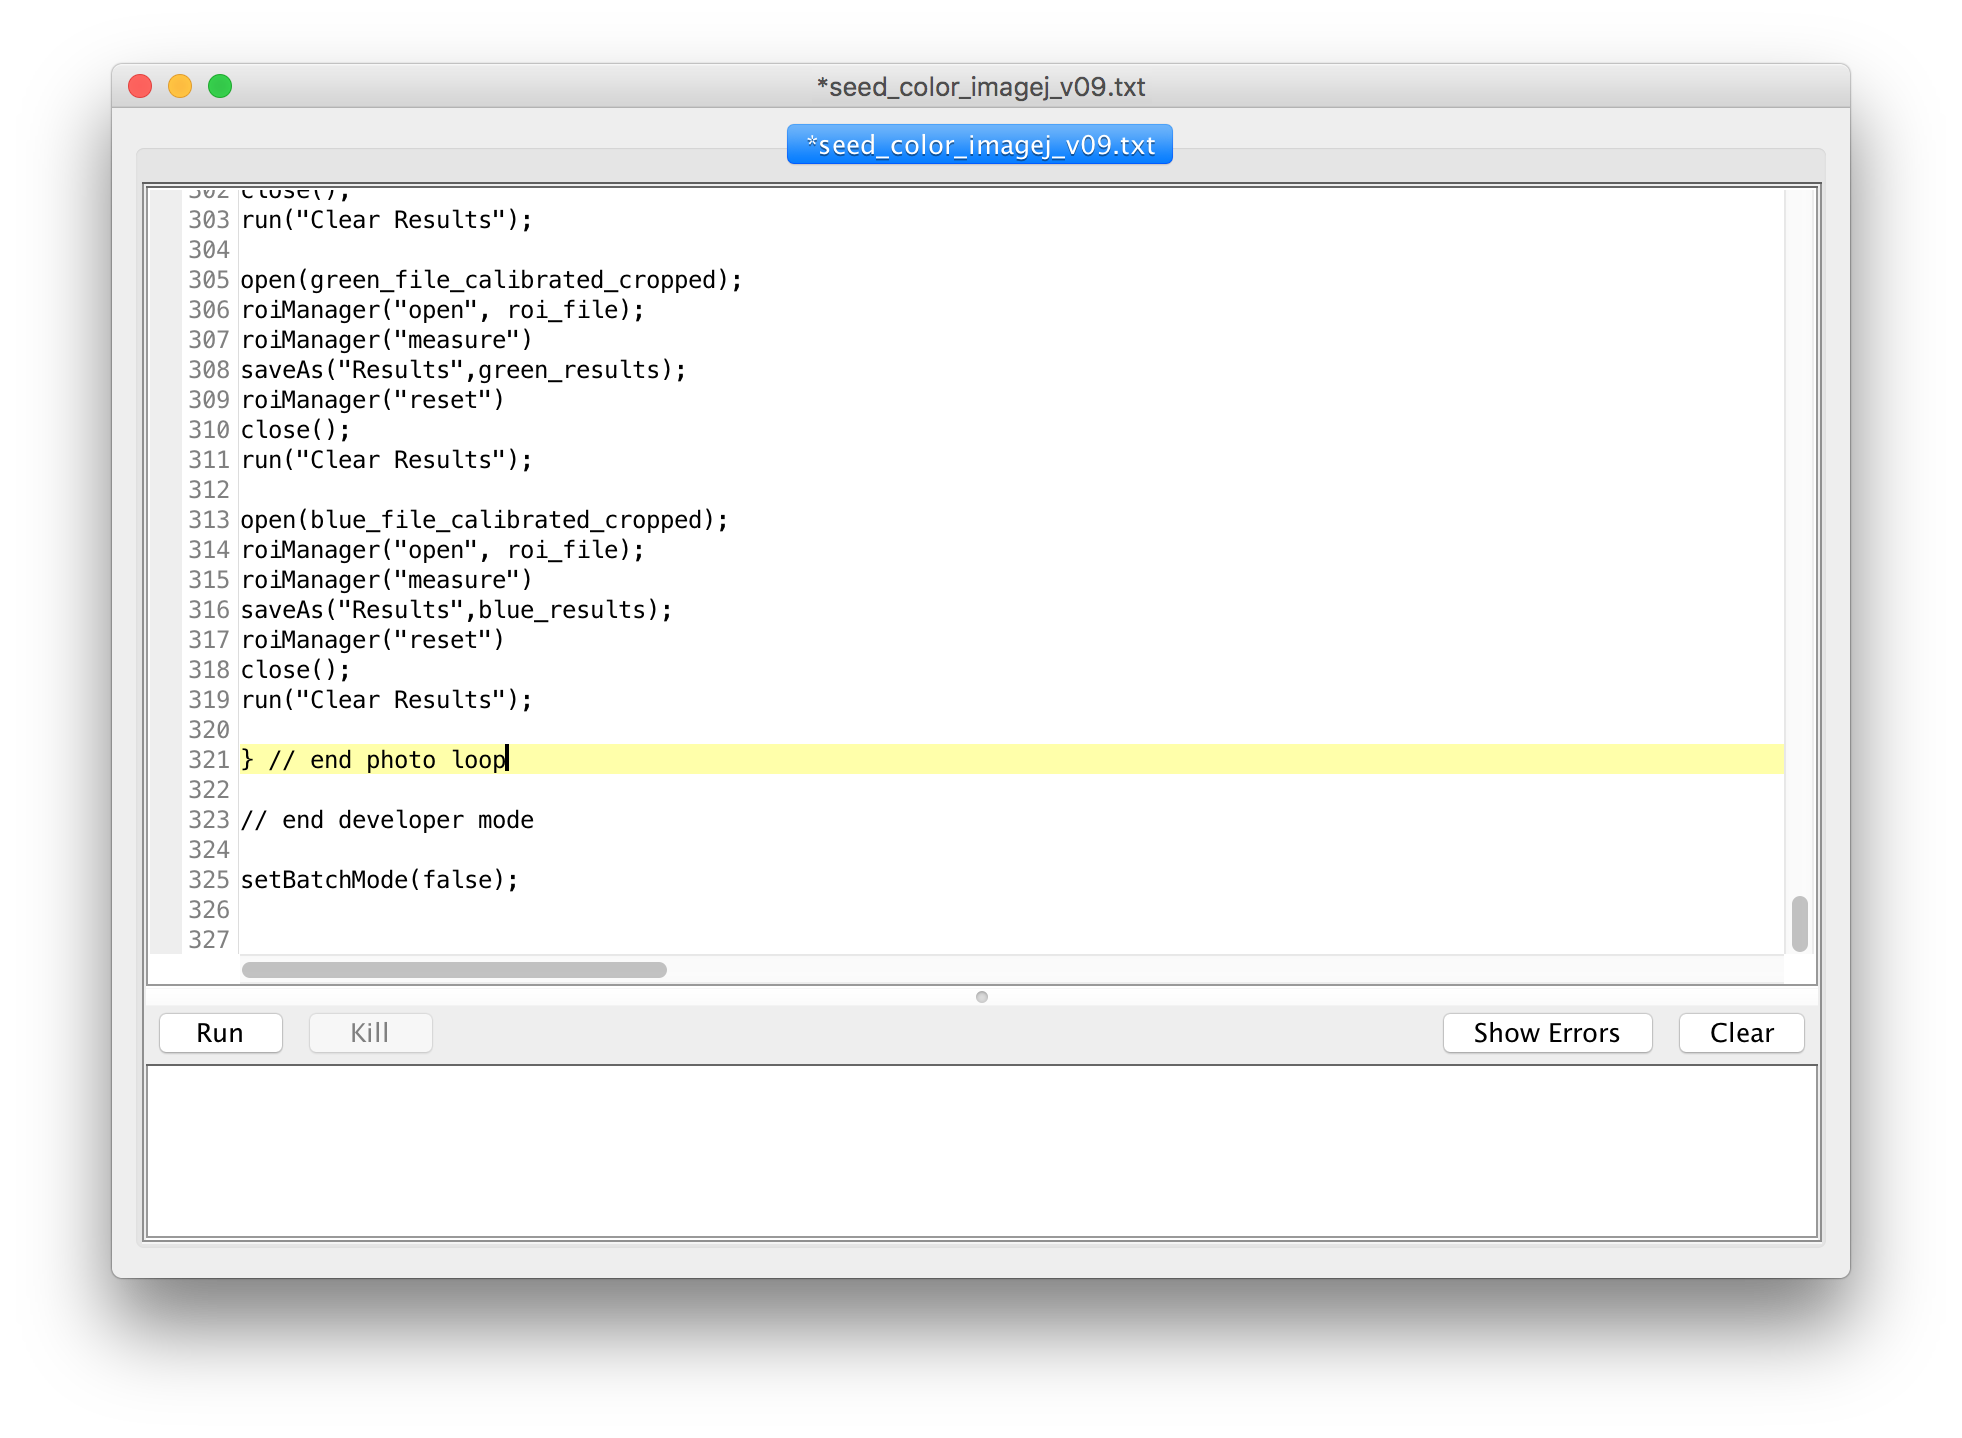 *seed_color_imagej_v09.txt
*seed_color_imagej_v09.txt
302 close();
303 run("Clear Results");
304
305 open(green_file_calibrated_cropped);
306 roiManager("open", roi_file);
307 roiManager("measure")
308 saveAs("Results",green_results);
309 roiManager("reset")
310 close();
311 run("Clear Results");
312
313 open(blue_file_calibrated_cropped);
314 roiManager("open", roi_file);
315 roiManager("measure")
316 saveAs("Results",blue_results);
317 roiManager("reset")
318 close();
319 run("Clear Results");
320
321 } // end photo loop
322
323 // end developer mode
324
325 setBatchMode(false);
326
327
Run Kill Show Errors Clear